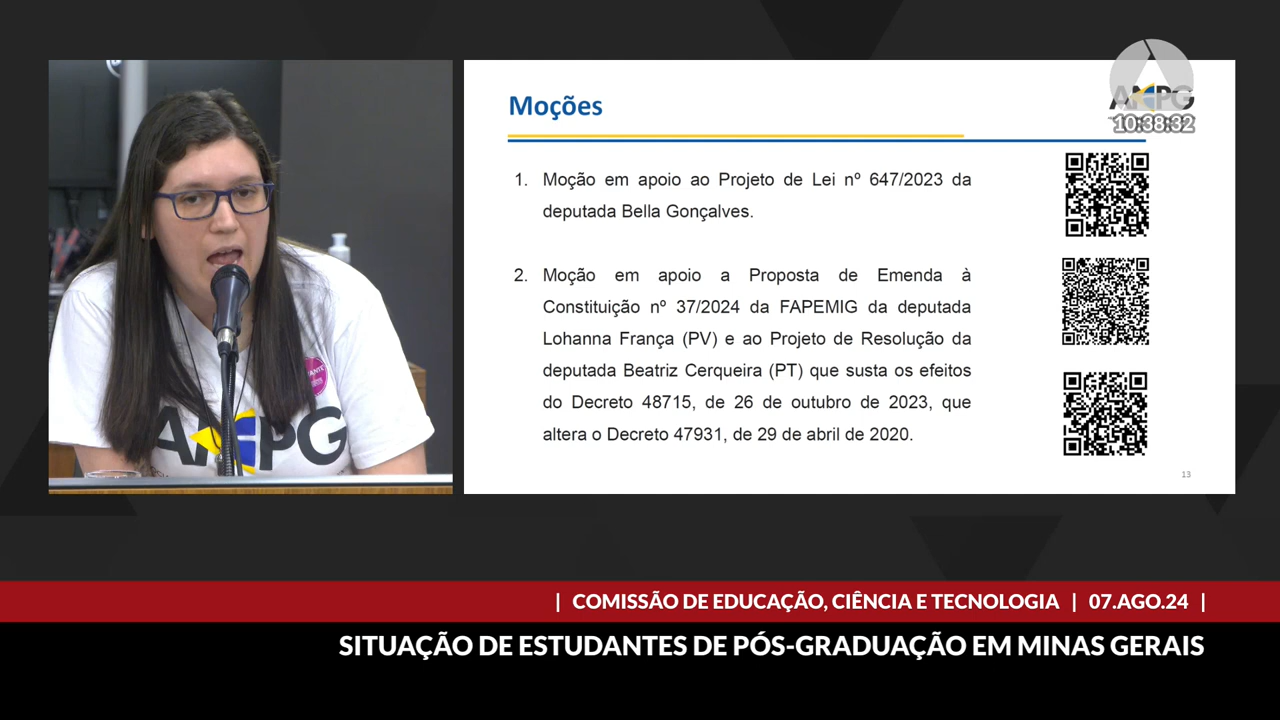 Moções
ANPG
10:38:32
1. Moção em apoio ao Projeto de Lei nº 647/2023 da
deputada Bella Gonçalves.
2. Moção em apoio a Proposta de Emenda à
Constituição nº 37/2024 da FAPEMIG da deputada
Lohanna França (PV) e ao Projeto de Resolução da
deputada Beatriz Cerqueira (PT) que susta os efeitos
do Decreto 48715, de 26 de outubro de 2023, que
altera o Decreto 47931, de 29 de abril de 2020.
13
ANPG
| COMISSÃO DE EDUCAÇÃO, CIÊNCIA E TECNOLOGIA | 07.AGO.24 |
SITUAÇÃO DE ESTUDANTES DE PÓS-GRADUAÇÃO EM MINAS GERAIS